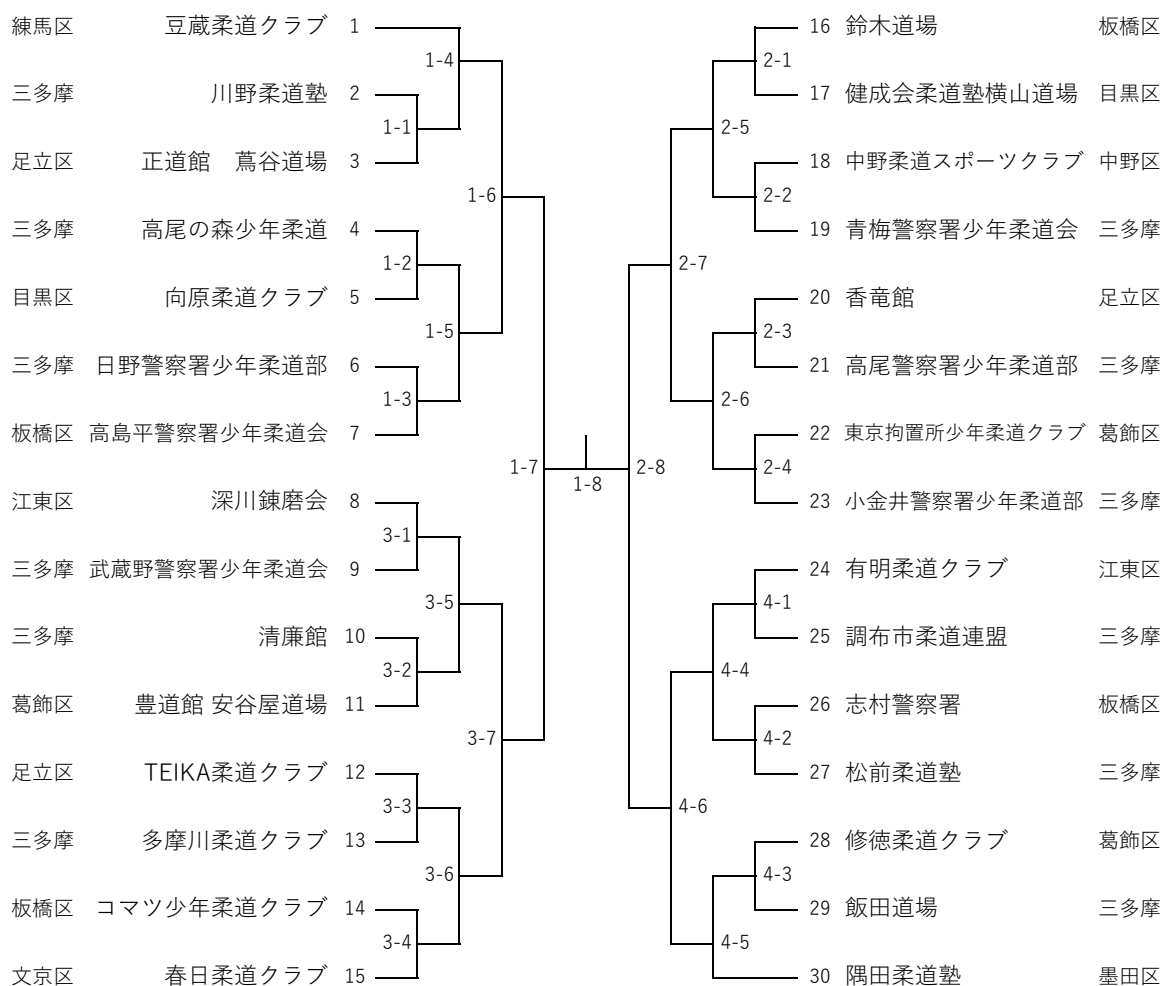 練馬区 豆蔵柔道クラブ 1
1-4
三多摩 川野柔道塾 2
1-1
足立区 正道館　蔦谷道場 3
1-6
三多摩 高尾の森少年柔道 4
1-2
目黒区 向原柔道クラブ 5
1-5
三多摩 日野警察署少年柔道部 6
1-3
板橋区 高島平警察署少年柔道会 7
1-7
江東区 深川錬磨会 8
3-1
三多摩 武蔵野警察署少年柔道会 9
3-5
三多摩 清廉館 10
3-2
葛飾区 豊道館 安谷屋道場 11
3-7
足立区 TEIKA柔道クラブ 12
3-3
三多摩 多摩川柔道クラブ 13
3-6
板橋区 コマツ少年柔道クラブ 14
3-4
文京区 春日柔道クラブ 15
1-8
16 鈴木道場 板橋区
2-1
17 健成会柔道塾横山道場 目黒区
2-5
18 中野柔道スポーツクラブ 中野区
2-2
19 青梅警察署少年柔道会 三多摩
2-7
20 香竜館 足立区
2-3
21 高尾警察署少年柔道部 三多摩
2-6
22 東京拘置所少年柔道クラブ 葛飾区
2-4
2-8
23 小金井警察署少年柔道部 三多摩
24 有明柔道クラブ 江東区
4-1
25 調布市柔道連盟 三多摩
4-4
26 志村警察署 板橋区
4-2
27 松前柔道塾 三多摩
4-6
28 修徳柔道クラブ 葛飾区
4-3
29 飯田道場 三多摩
4-5
30 隅田柔道塾 墨田区